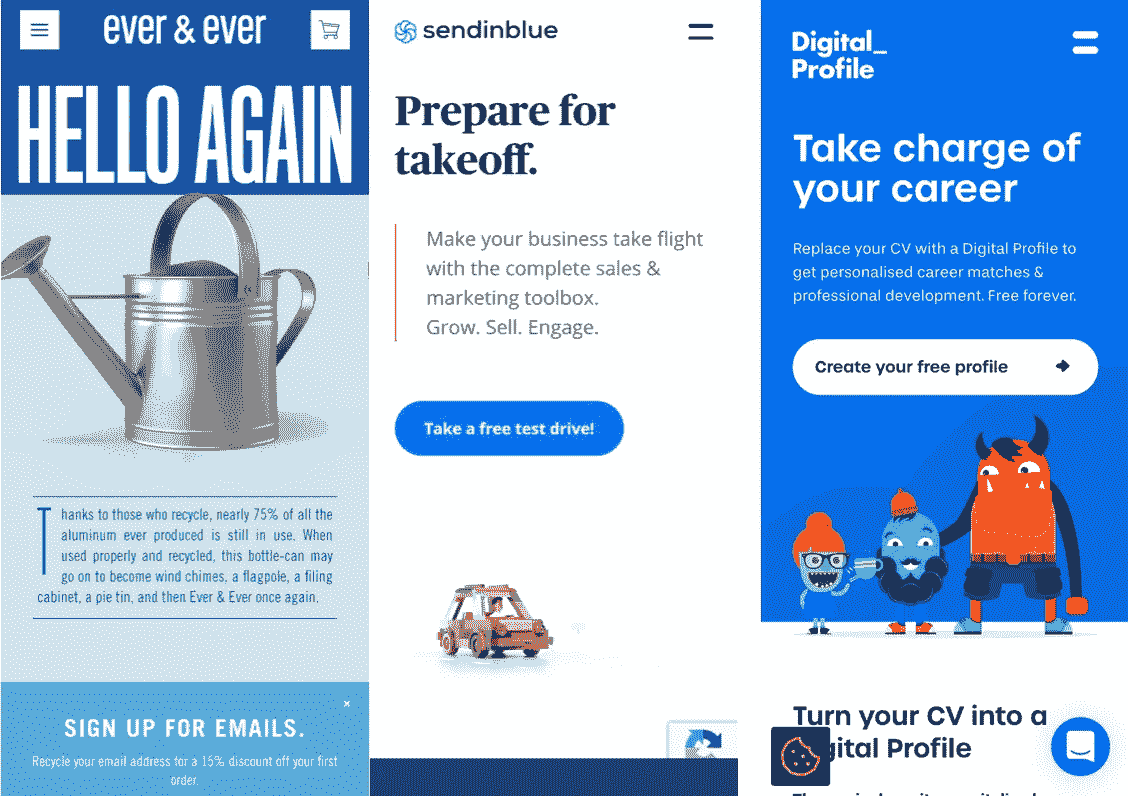 ever & ever
HELLO AGAIN
Thanks to those who recycle, nearly 75% of all the
aluminum ever produced is still in use. When
used properly and recycled, this bottle-can may
go on to become wind chimes, a flagpole, a filing
cabinet, a pie tin, and then Ever & Ever once again.
×
SIGN UP FOR EMAILS.
Recycle your email address for a 15% discount off your first
order.
sendinblue
Prepare for
takeoff.
Make your business take flight
with the complete sales &
marketing toolbox.
Grow. Sell. Engage.
Take a free test drive!
Digital_
Profile
Take charge of
your career
Replace your CV with a Digital Profile to
get personalised career matches &
professional development. Free forever.
Create your free profile
Turn your CV into a
gital Profile